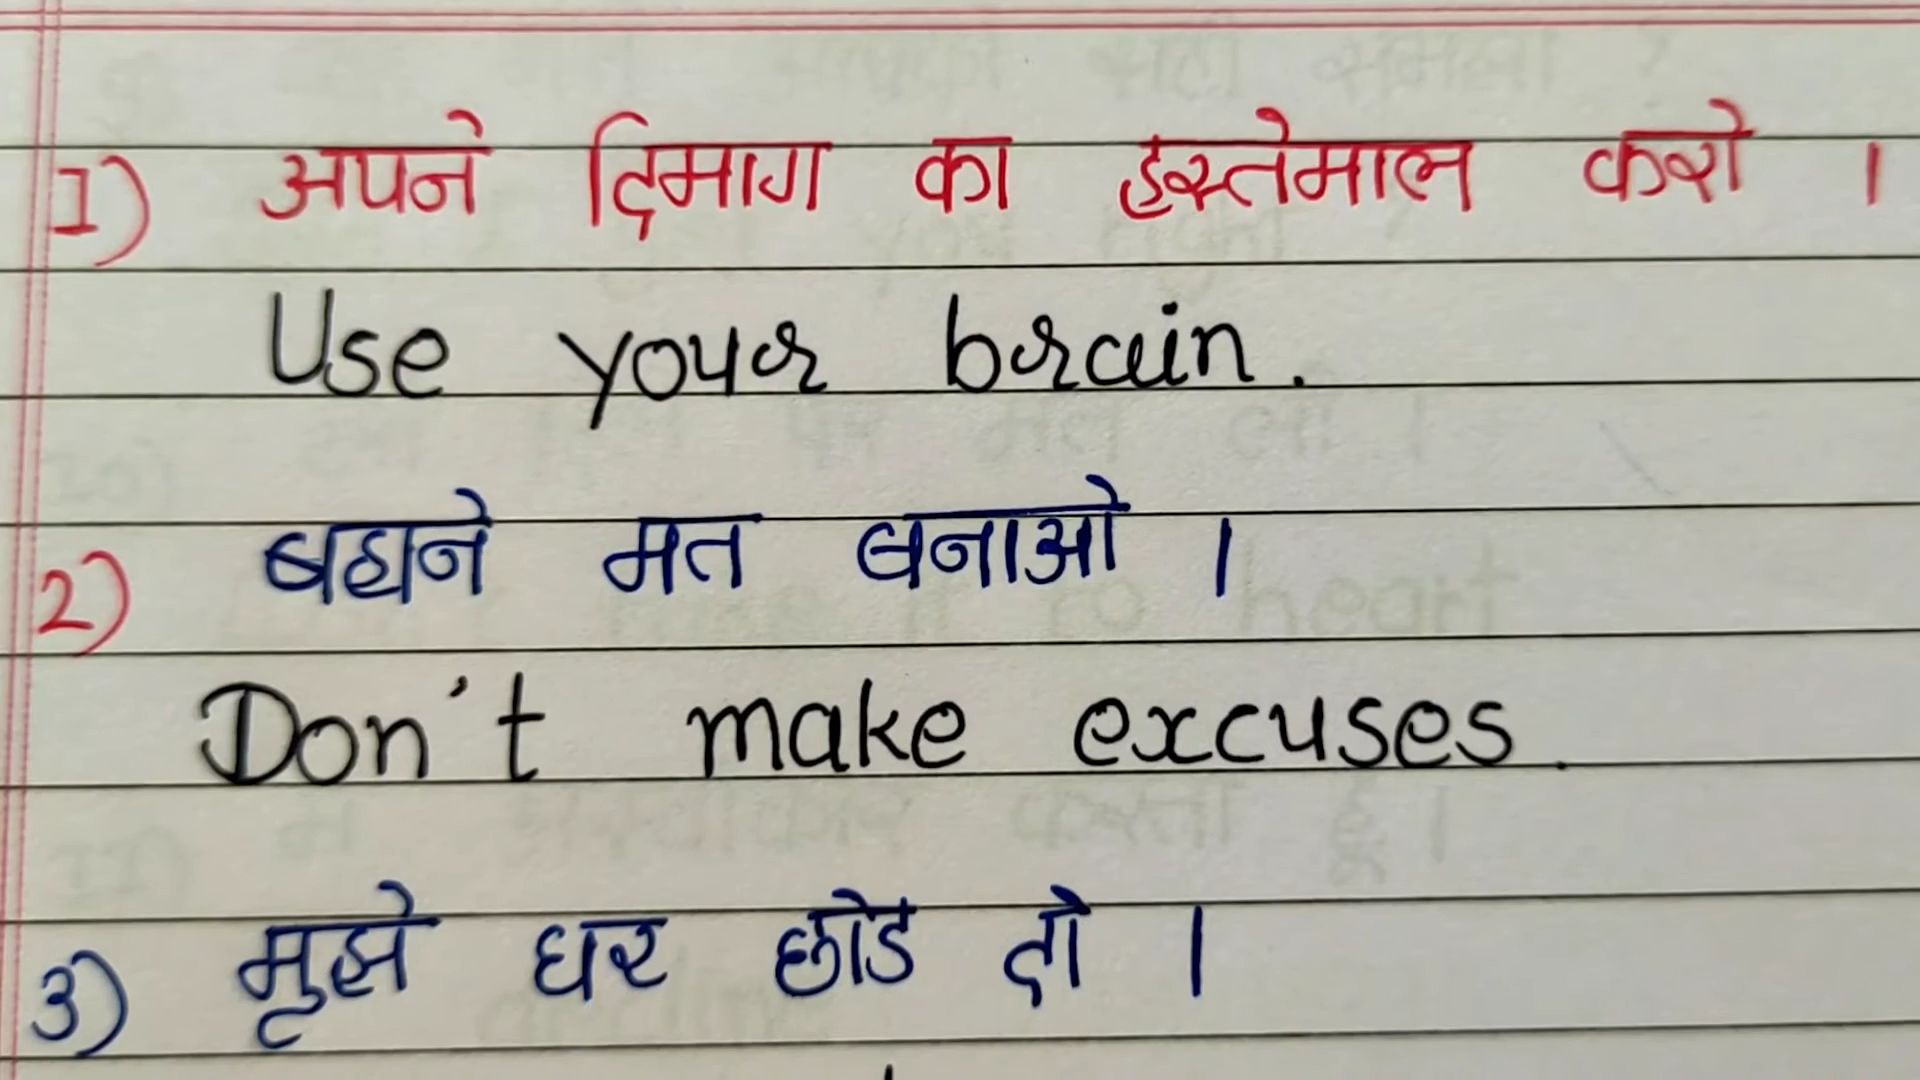 1) अपने दिमाग का इस्तेमाल करो ।
Use your brain.
2) बहाने मत बनाओ ।
Don't make excuses.
3) मुझे घर छोड दो ।